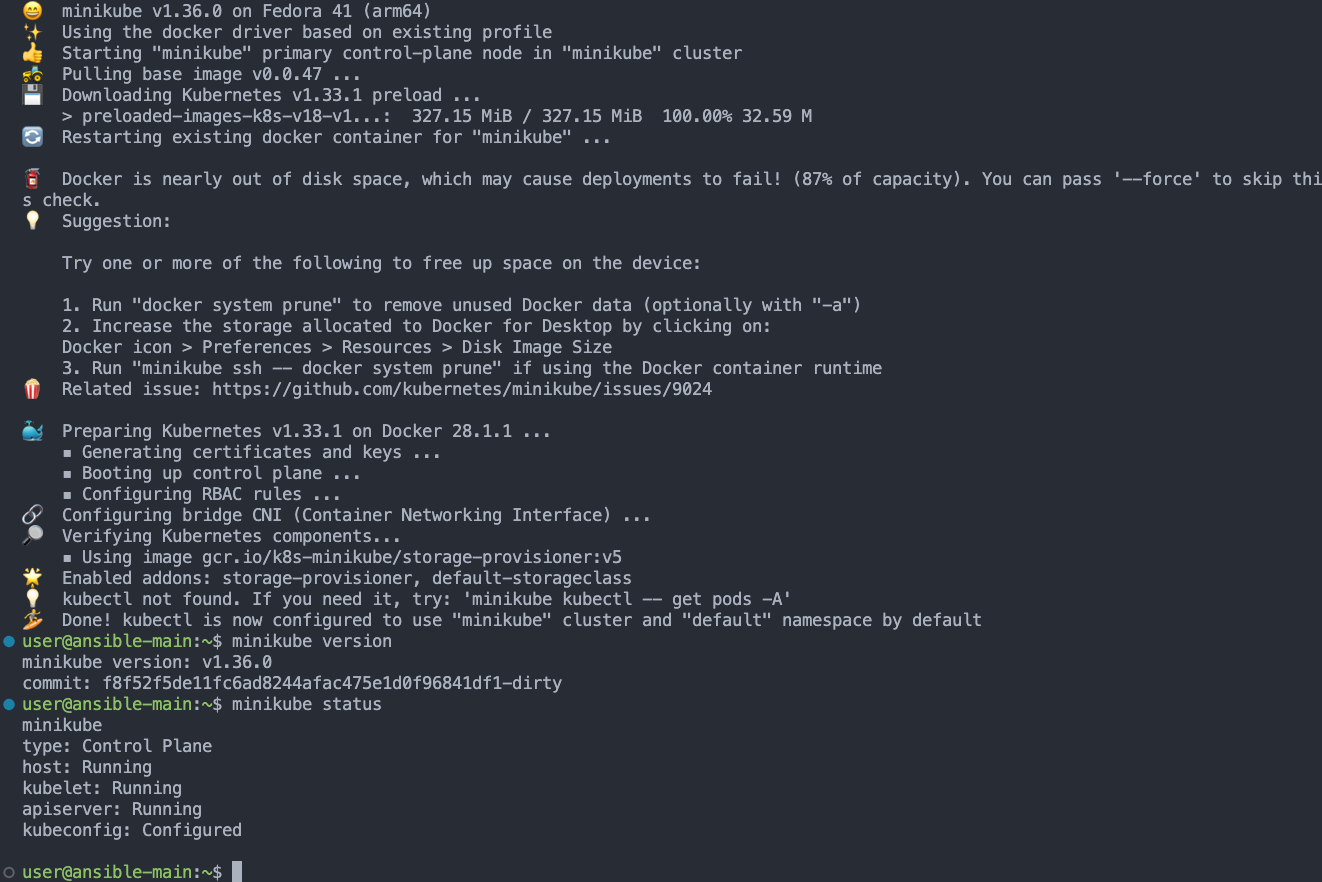 😄  minikube v1.36.0 on Fedora 41 (arm64)
✨  Using the docker driver based on existing profile
👍  Starting "minikube" primary control-plane node in "minikube" cluster
🚜  Pulling base image v0.0.47 ...
💾  Downloading Kubernetes v1.33.1 preload ...
    > preloaded-images-k8s-v18-v1...:  327.15 MiB / 327.15 MiB  100.00% 32.59 M
🔄  Restarting existing docker container for "minikube" ...
🧯  Docker is nearly out of disk space, which may cause deployments to fail! (87% of capacity). You can pass '--force' to skip thi
s check.
💡  Suggestion:
    Try one or more of the following to free up space on the device:
    1. Run "docker system prune" to remove unused Docker data (optionally with "-a")
    2. Increase the storage allocated to Docker for Desktop by clicking on:
    Docker icon > Preferences > Resources > Disk Image Size
    3. Run "minikube ssh -- docker system prune" if using the Docker container runtime
🍿  Related issue: https://github.com/kubernetes/minikube/issues/9024
🐳  Preparing Kubernetes v1.33.1 on Docker 28.1.1 ...
    ▪ Generating certificates and keys ...
    ▪ Booting up control plane ...
    ▪ Configuring RBAC rules ...
🔗  Configuring bridge CNI (Container Networking Interface) ...
🔎  Verifying Kubernetes components...
    ▪ Using image gcr.io/k8s-minikube/storage-provisioner:v5
🌟  Enabled addons: storage-provisioner, default-storageclass
💡  kubectl not found. If you need it, try: 'minikube kubectl -- get pods -A'
🏄  Done! kubectl is now configured to use "minikube" cluster and "default" namespace by default
user@ansible-main:~$ minikube version
minikube version: v1.36.0
commit: f8f52f5de11fc6ad8244afac475e1d0f96841df1-dirty
user@ansible-main:~$ minikube status
minikube
type: Control Plane
host: Running
kubelet: Running
apiserver: Running
kubeconfig: Configured
user@ansible-main:~$